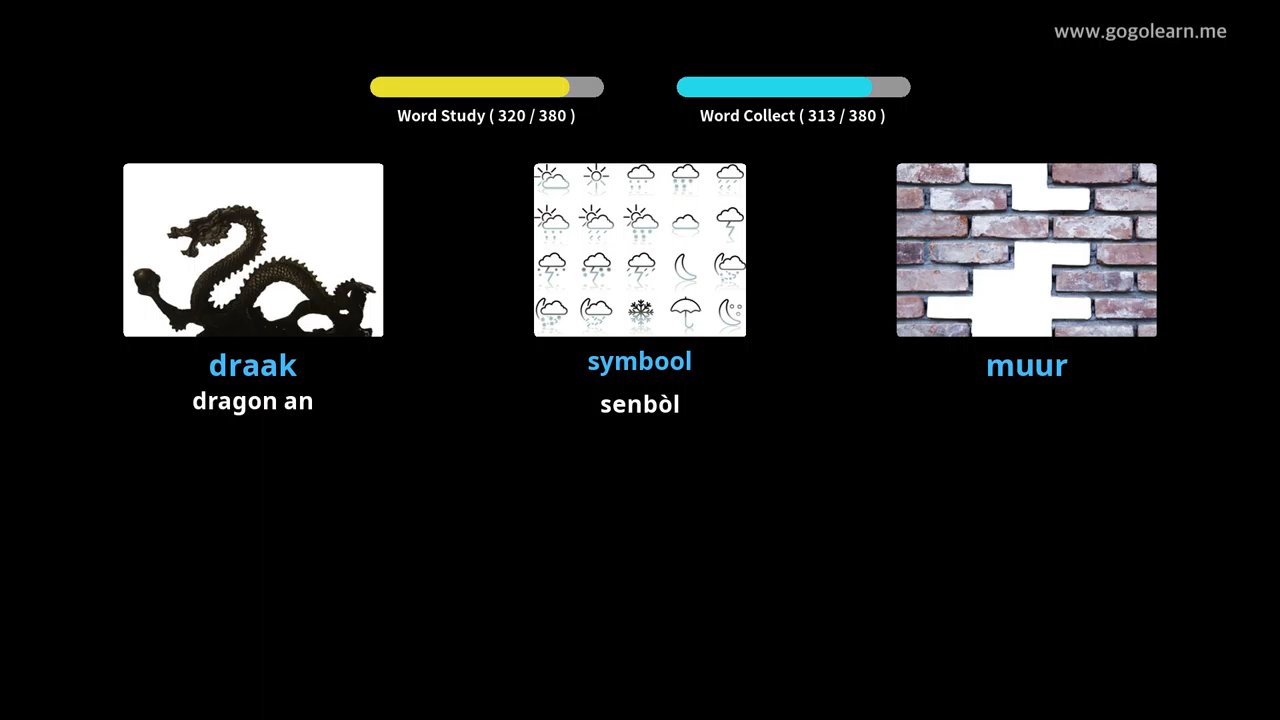 www.gogolearn.me
Word Study ( 320 / 380 )
Word Collect ( 313 / 380 )
draak
dragon an
symbool
senbòl
muur